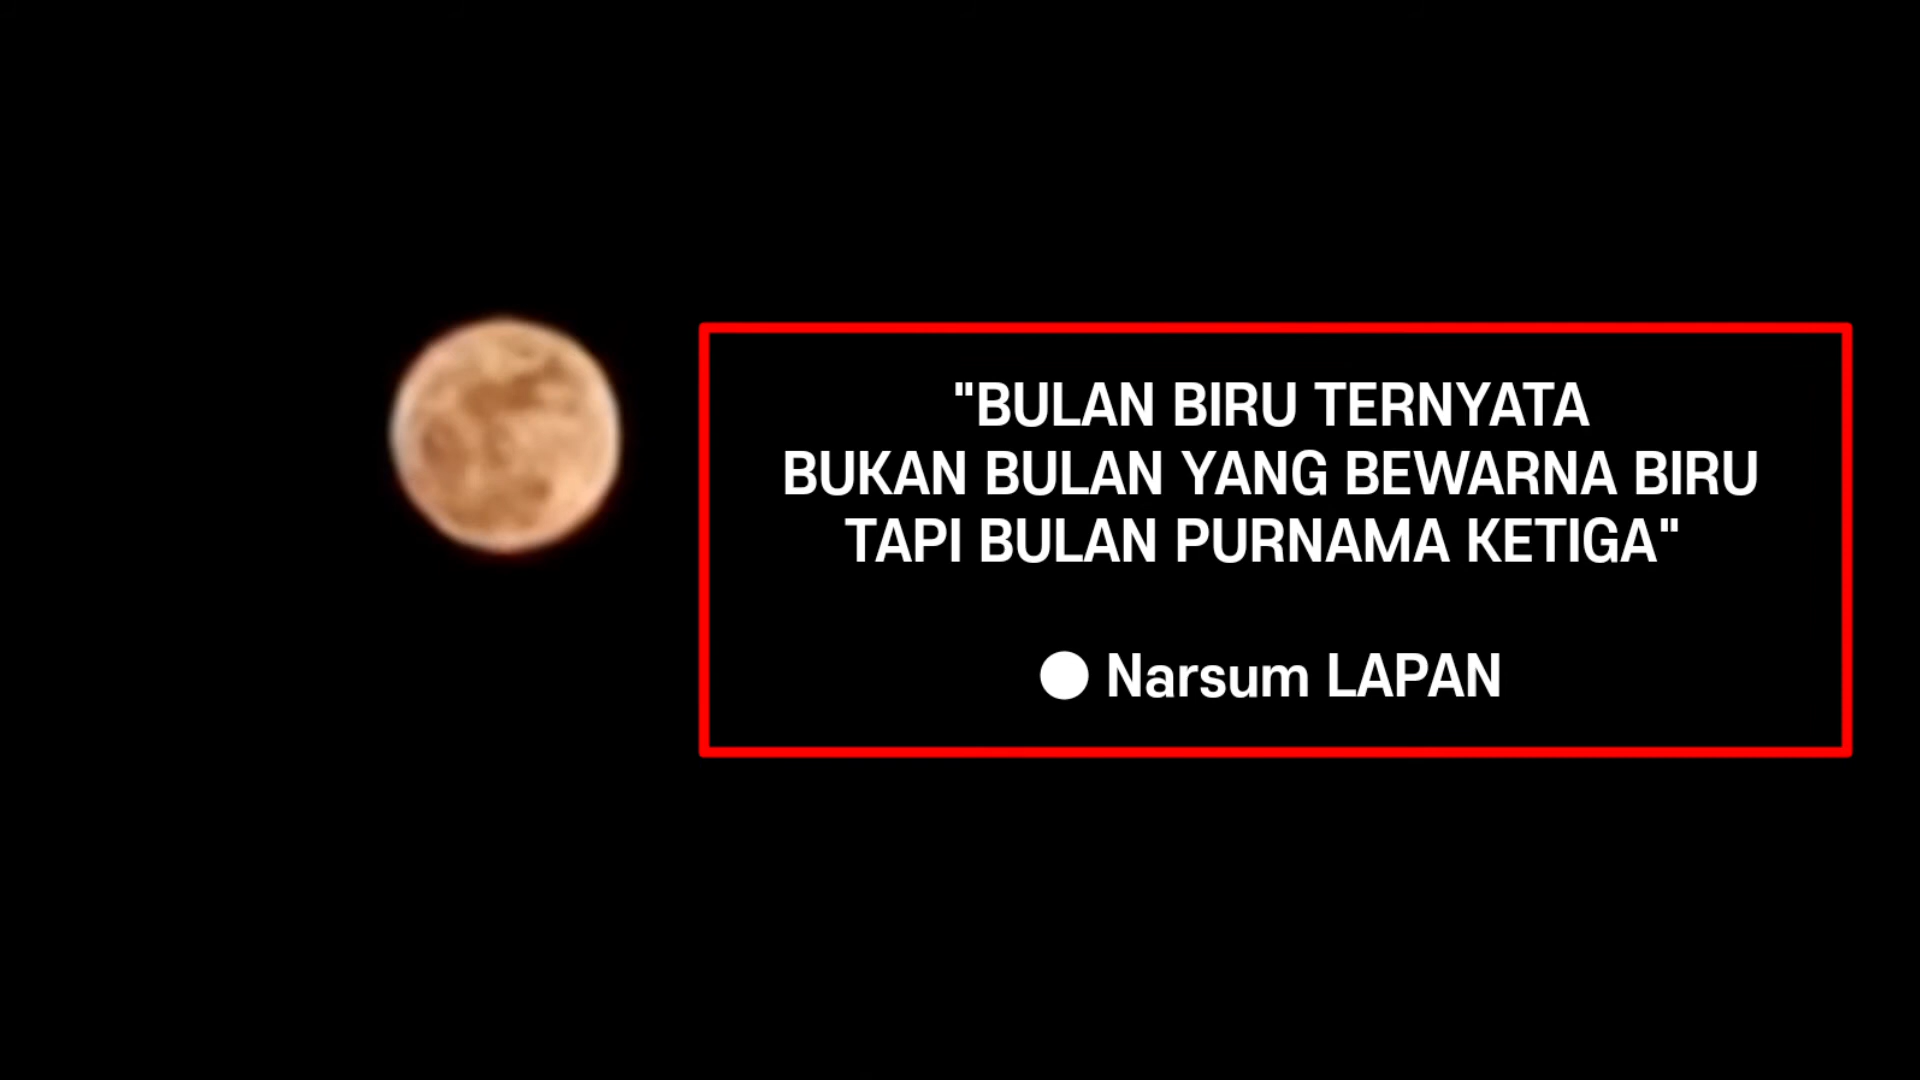 "BULAN BIRU TERNYATA
BUKAN BULAN YANG BEWARNA BIRU
TAPI BULAN PURNAMA KETIGA"
● Narsum LAPAN